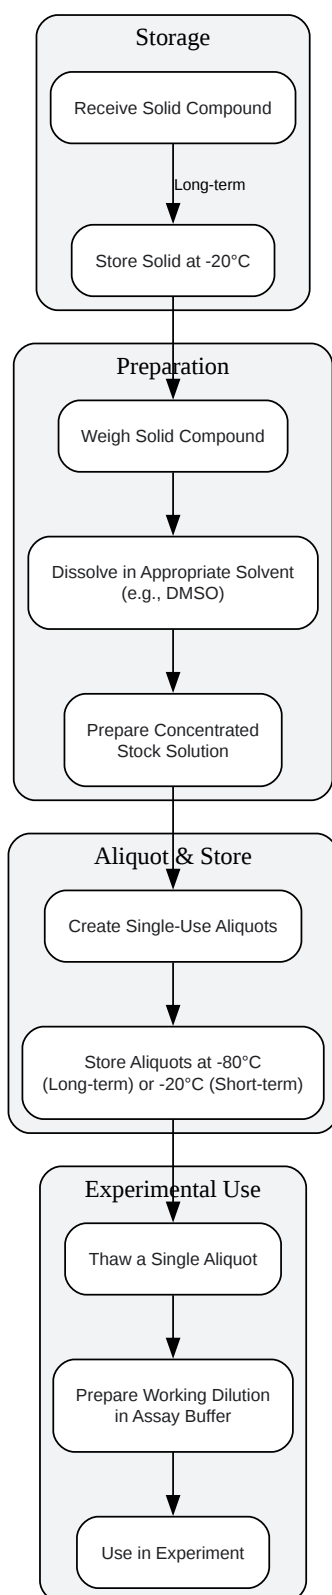 Storage
Receive Solid Compound
Long-term
Store Solid at -20°C
Preparation
Weigh Solid Compound
Dissolve in Appropriate Solvent
(e.g., DMSO)
Prepare Concentrated
Stock Solution
Aliquot & Store
Create Single-Use Aliquots
Store Aliquots at -80°C
(Long-term) or -20°C (Short-term)
Experimental Use
Thaw a Single Aliquot
Prepare Working Dilution
in Assay Buffer
Use in Experiment